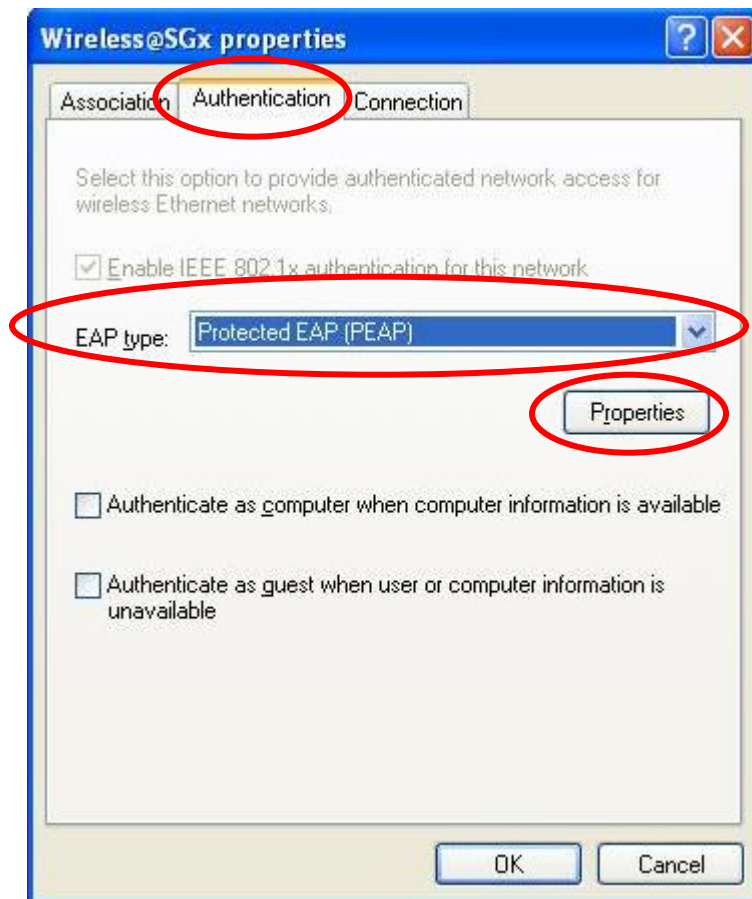 Wireless@SGx properties
Association Authentication Connection
Select this option to provide authenticated network access for
wireless Ethernet networks.
Enable IEEE 802.1x authentication for this network
EAP type: Protected EAP (PEAP)
Properties
Authenticate as computer when computer information is available
Authenticate as guest when user or computer information is
unavailable
OK Cancel